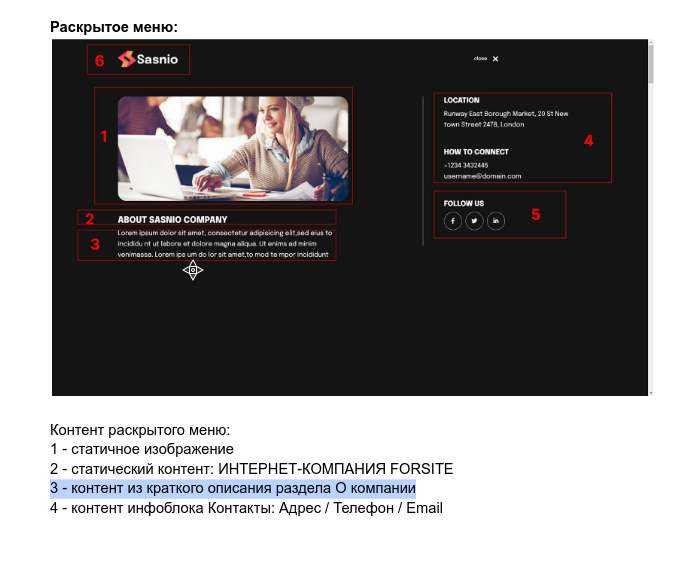 Раскрытое меню:
6 Sasnio
close ×
1
LOCATION
Runway East Borough Market, 20 St New
town Street 2478, London
4
HOW TO CONNECT
+1234 3432445
username@domain.com
FOLLOW US
5
2 ABOUT SASNIO COMPANY
3
Lorem ipsum dolor sit amet, consectetur adipisicing elit,sed eius to
incididu nt ut labore et dolore magna aliqua. Ut enims ad minim
venimassa. Lorem ips um do lor sit amet,to mod te mpor incididunt
Контент раскрытого меню:
1 - статичное изображение
2 - статический контент: ИНТЕРНЕТ-КОМПАНИЯ FORSITE
3 - контент из краткого описания раздела О компании
4 - контент инфоблока Контакты: Адрес / Телефон / Email